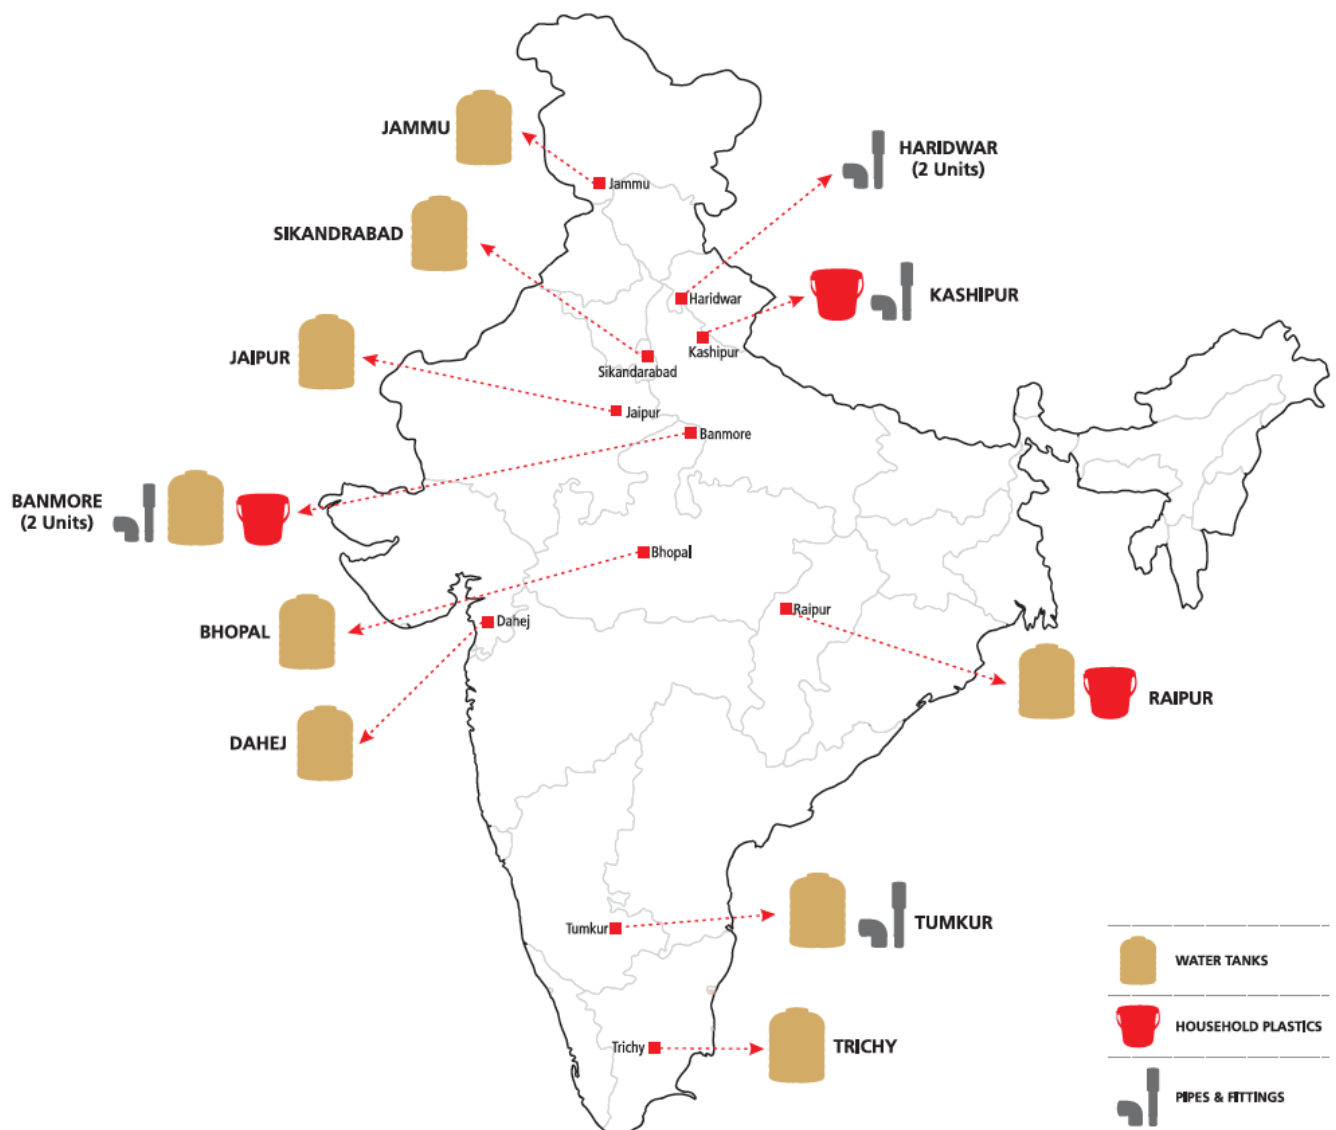 JAMMU
Jammu
HARIDWAR
(2 Units)
SIKANDRABAD
Haridwar
KASHIPUR
Kashipur
JAIPUR
Sikandarabad
Jaipur
Banmore
BANMORE
(2 Units)
Bhopal
BHOPAL
Raipur
Dahej
RAIPUR
DAHEJ
TUMKUR
Tumkur
WATER TANKS
HOUSEHOLD PLASTICS
Trichy
TRICHY
PIPES & FITTINGS